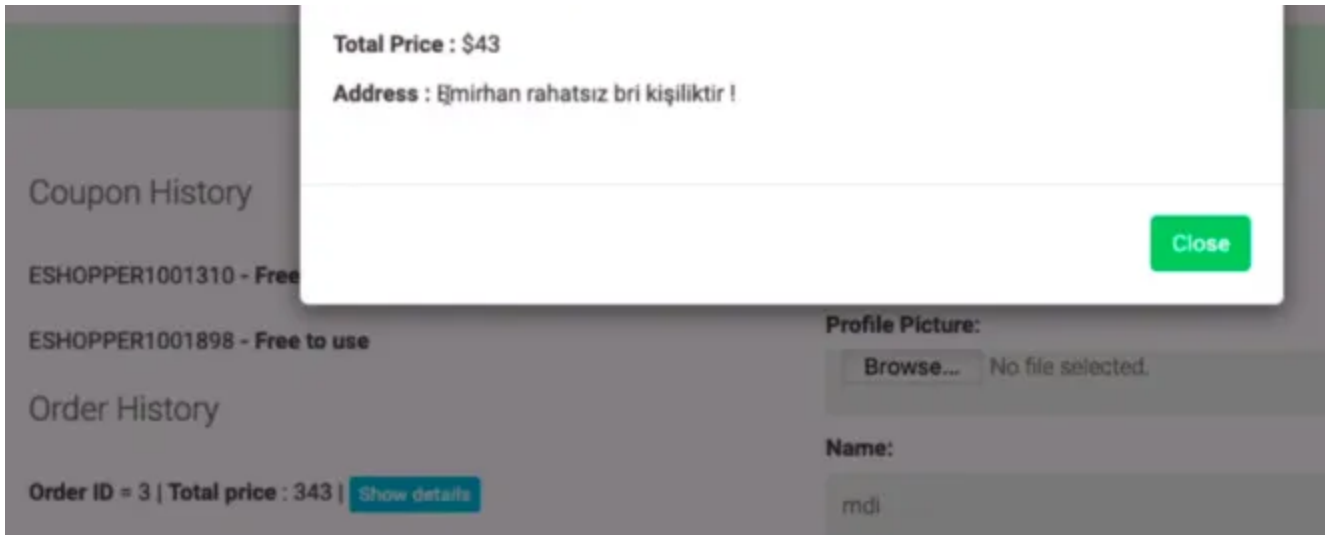 Total Price : $43
Address : Emirhan rahatsız bri kişiliktir !
Close
Coupon History
ESHOPPER1001310 - Free
ESHOPPER1001898 - Free to use
Order History
Order ID = 3 | Total price : 343 | Show details
Profile Picture:
Browse... No file selected.
Name:
mdi